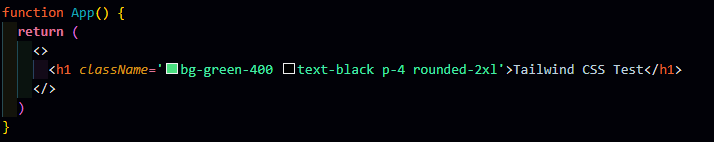 function App() {
return (
<>
<h1 className='bg-green-400 text-black p-4 rounded-2xl'>Tailwind CSS Test</h1>
</>
)
}